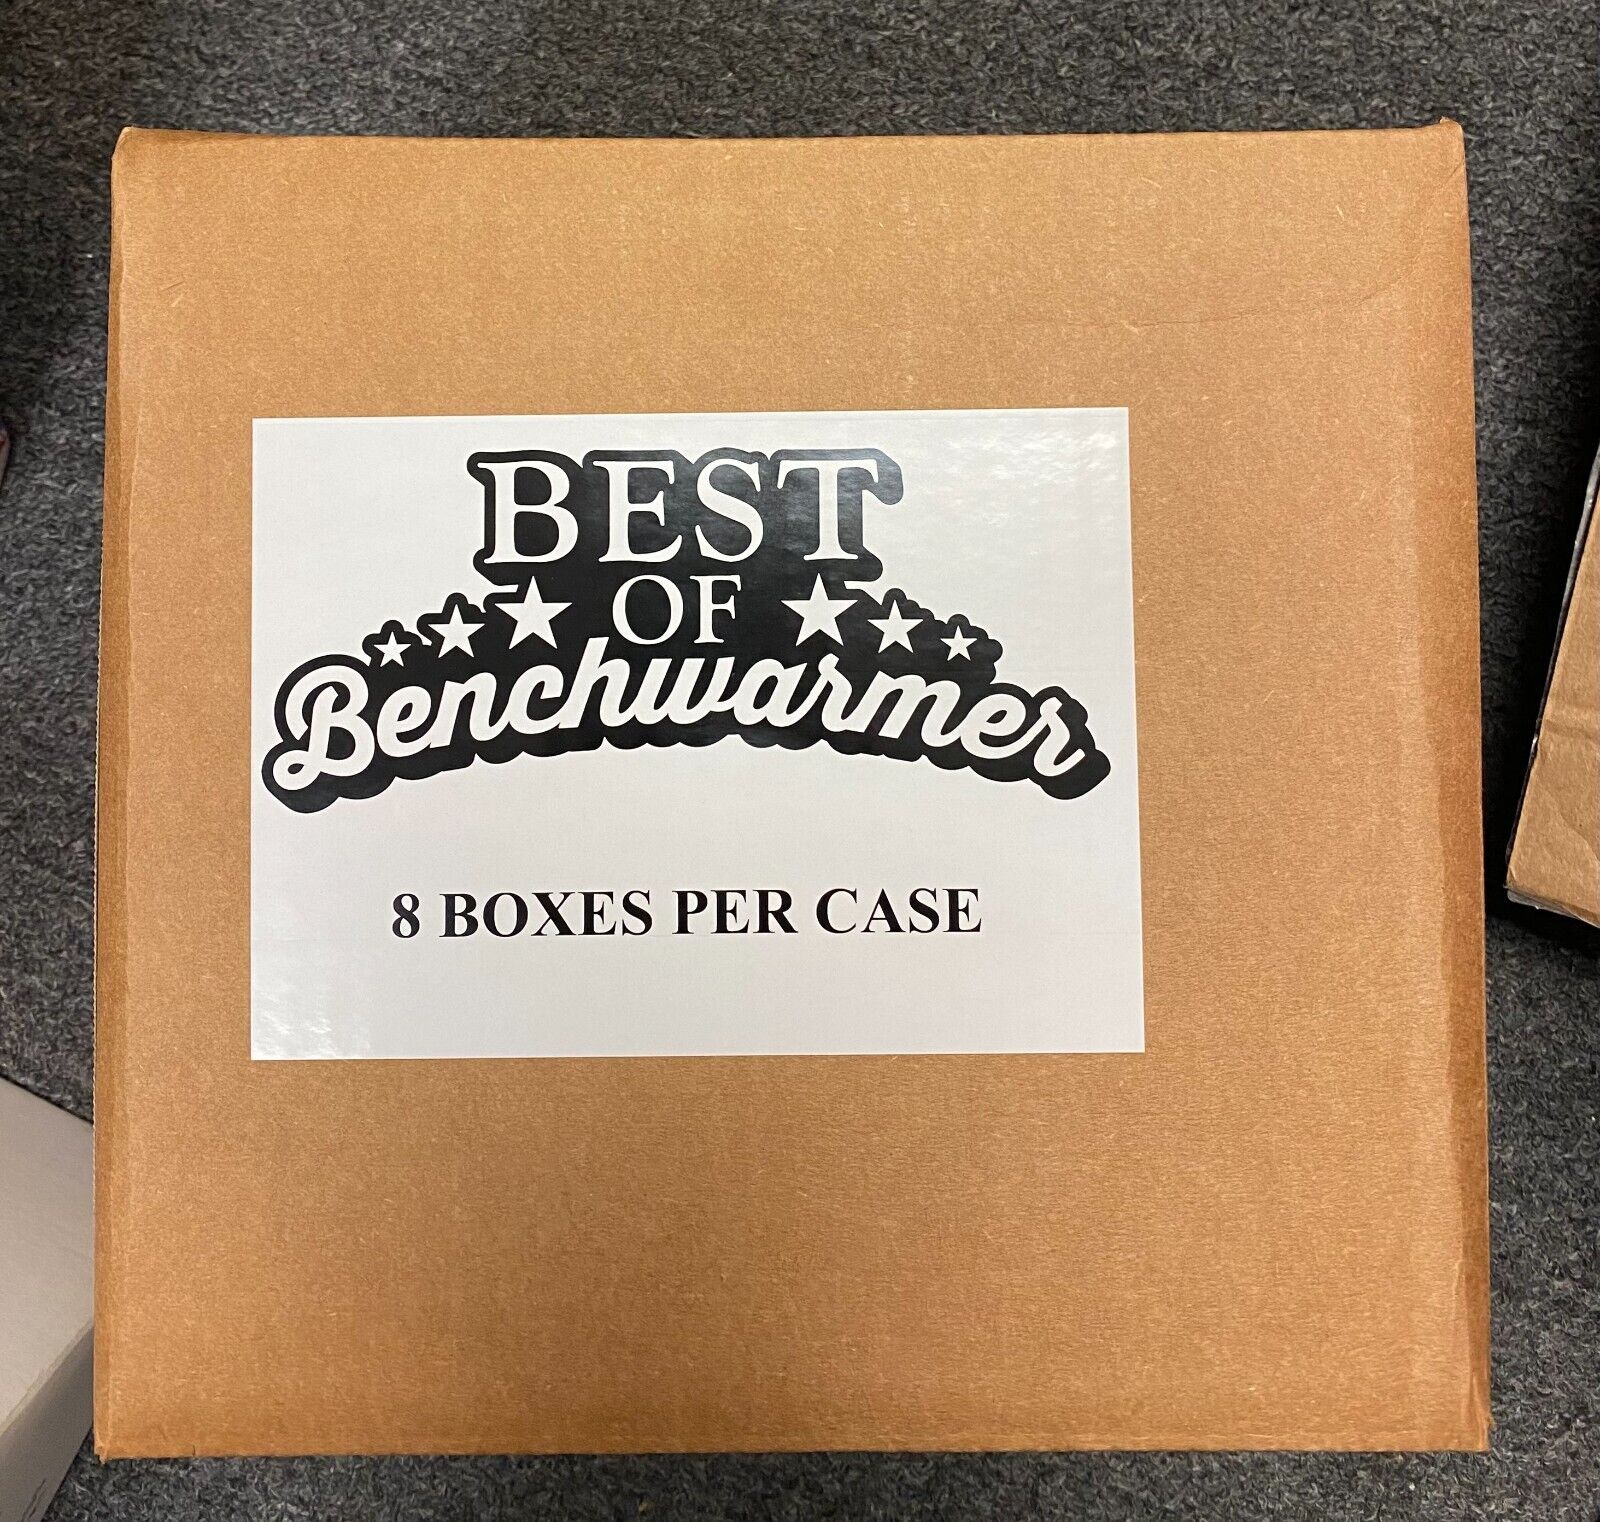 BEST
OF
Benchwarmer
8 BOXES PER CASE